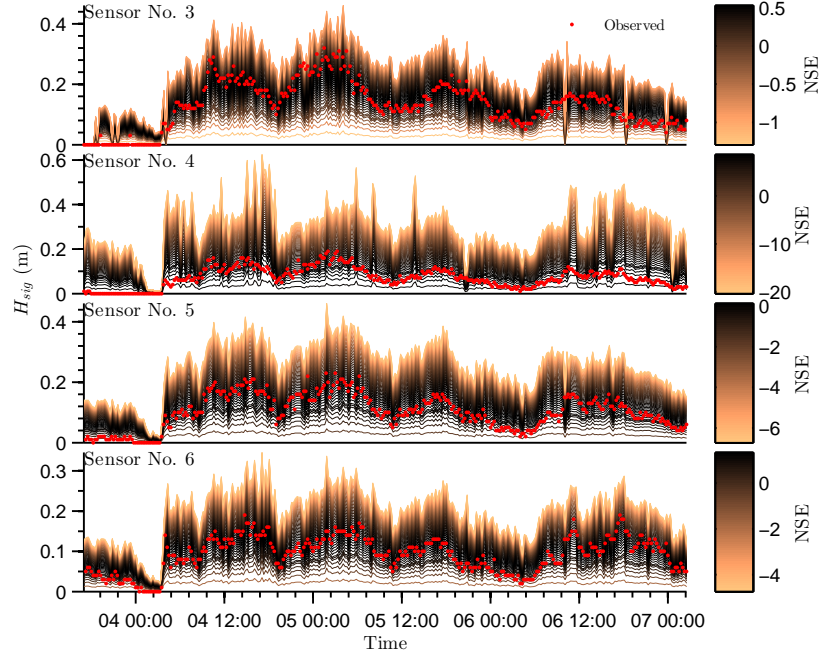 Sensor No. 3
Observed
0.4
0.2
0
0.5
0
−0.5
−1
NSE
Sensor No. 4
0.6
0.4
0.2
0
0
−10
−20
NSE
H_sig (m)
Sensor No. 5
0.4
0.2
0
0
−2
−4
−6
NSE
Sensor No. 6
0.3
0.2
0.1
0
0
−2
−4
NSE
04 00:00 04 12:00 05 00:00 05 12:00 06 00:00 06 12:00 07 00:00
Time